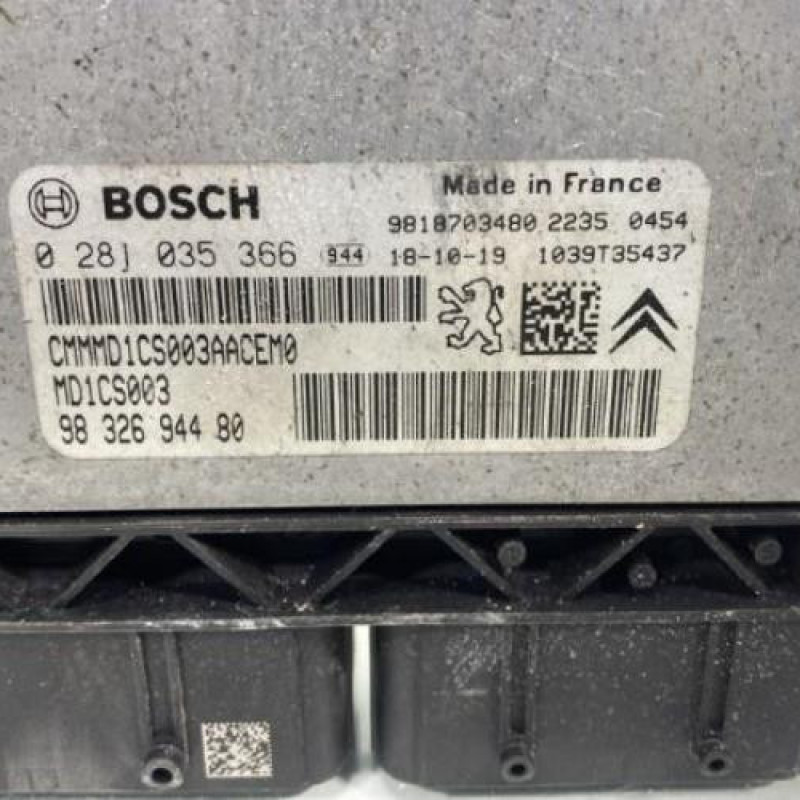 BOSCH
Made in France
9818703480 2235 0454
0 281 035 366 944 18-10-19 1039T35437
CMMMD1CS003AACEM0
MD1CS003
98 326 944 80